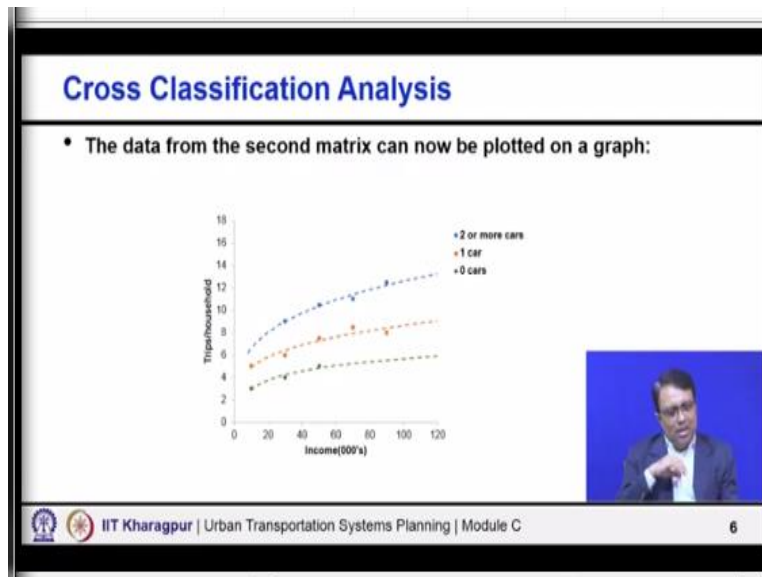 Cross Classification Analysis
• The data from the second matrix can now be plotted on a graph:
18
16
14
12
10
8
6
4
2
0
Trips/household
0 20 40 60 80 100 120
Income(000's)
2 or more cars
1 car
0 cars
IIT Kharagpur | Urban Transportation Systems Planning | Module C
6